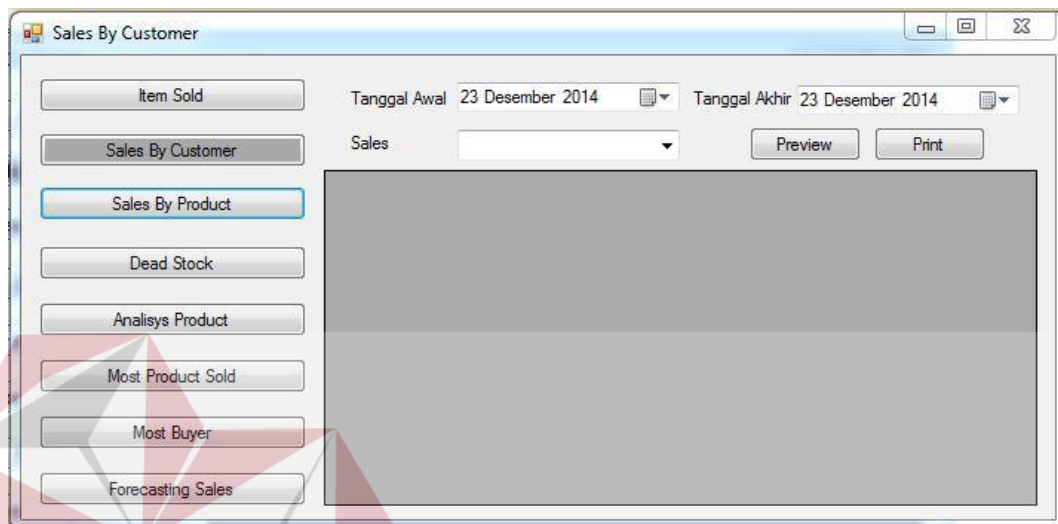 Sales By Customer
Item Sold
Tanggal Awal 23 Desember 2014 Tanggal Akhir 23 Desember 2014
Sales By Customer
Sales Preview Print
Sales By Product
Dead Stock
Analisys Product
Most Product Sold
Most Buyer
Forecasting Sales